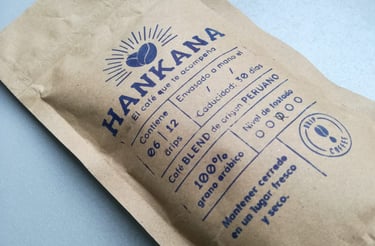 HANKANA
El café que te acompaña
Contiene
06 12
drips
Envasado a mano el
/ /
Caducidad: 30 días
Café BLEND de origen PERUANO
100%
grano arábico
Nivel de tostado
Mantener cerrado
en un lugar fresco
y seco.
DRIP
COFFEE